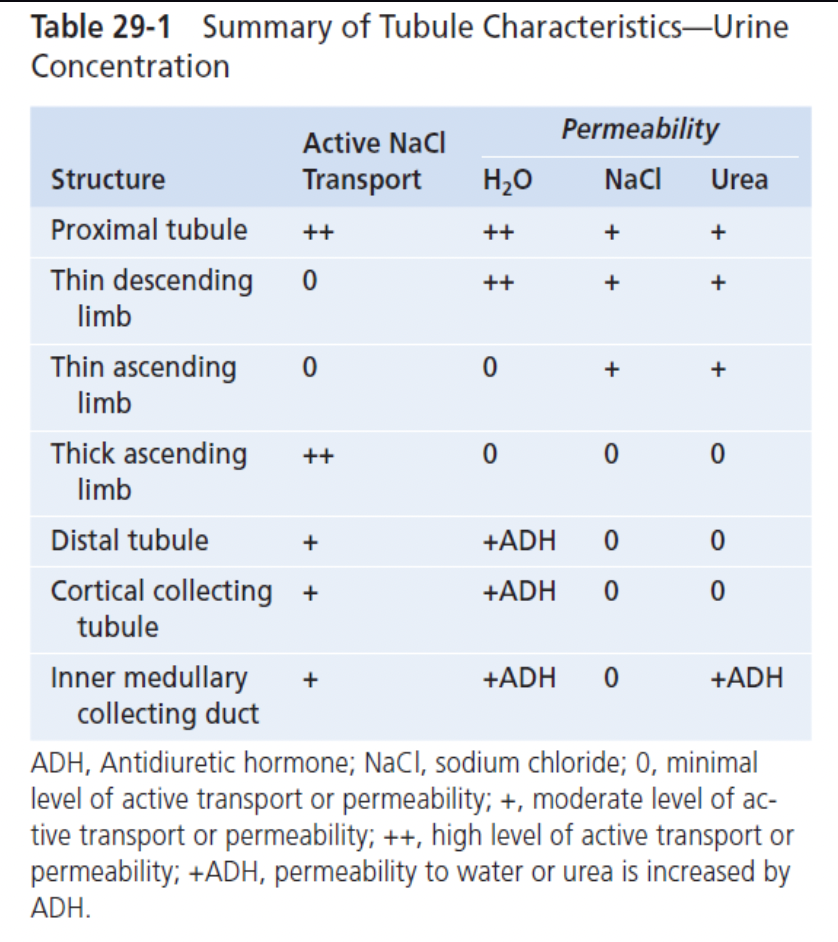 Table 29-1 Summary of Tubule Characteristics—Urine
Concentration
Permeability
Active NaCl
Structure Transport H₂O NaCl Urea
Proximal tubule ++ ++ + +
Thin descending 0 ++ + +
limb
Thin ascending 0 0 + +
limb
Thick ascending ++ 0 0 0
limb
Distal tubule + +ADH 0 0
Cortical collecting + +ADH 0 0
tubule
Inner medullary + +ADH 0 +ADH
collecting duct
ADH, Antidiuretic hormone; NaCl, sodium chloride; 0, minimal
level of active transport or permeability; +, moderate level of ac-
tive transport or permeability; ++, high level of active transport or
permeability; +ADH, permeability to water or urea is increased by
ADH.